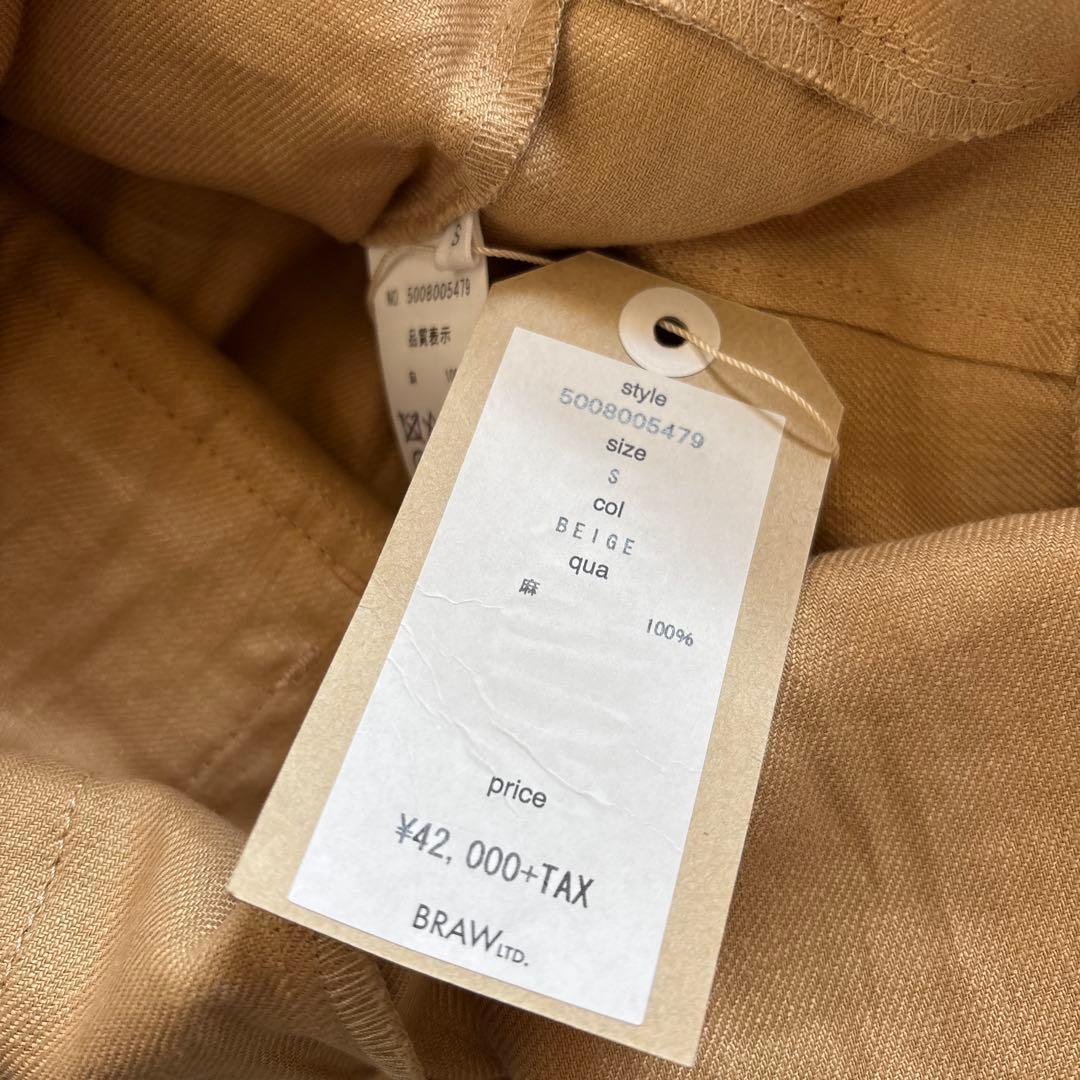 S
NO. 5008005479
品質表示
麻
style
5008005479
size
S
col
BEIGE
qua
麻
100%
price
¥42,000+TAX
BRAW LTD.